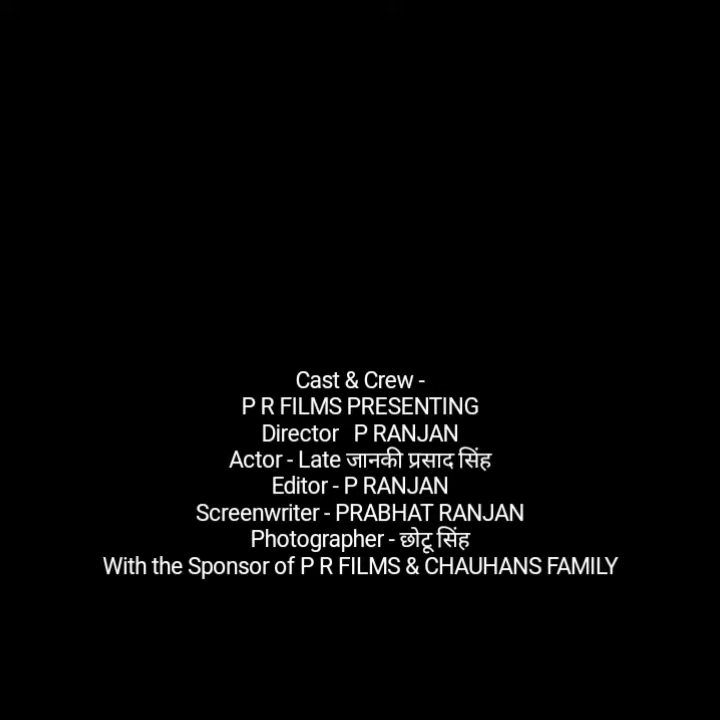 Cast & Crew -
P R FILMS PRESENTING
Director P RANJAN
Actor - Late जानकी प्रसाद सिंह
Editor - P RANJAN
Screenwriter - PRABHAT RANJAN
Photographer - छोटू सिंह
With the Sponsor of P R FILMS & CHAUHANS FAMILY